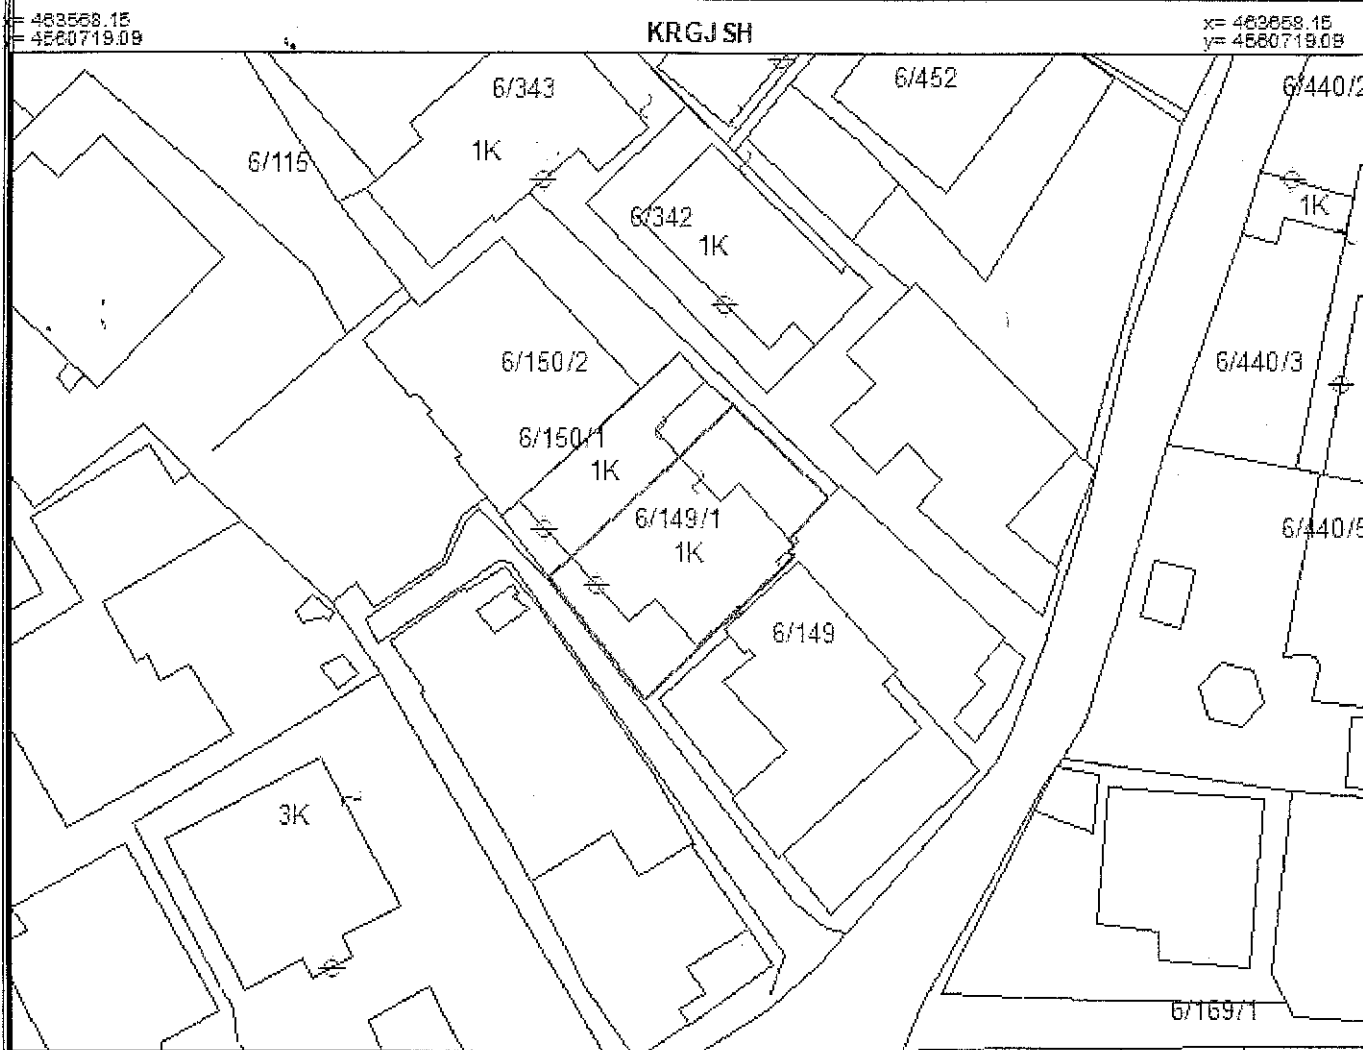 x= 463568.15
y= 4560719.09
KRGJSH
x= 463658.15
y= 4560719.09
6/343
6/452
6/440/2
6/115
1K
6/342
1K
1K
6/150/2
6/440/3
6/150/1
1K
6/149/1
1K
6/440/5
6/149
3K
6/169/1